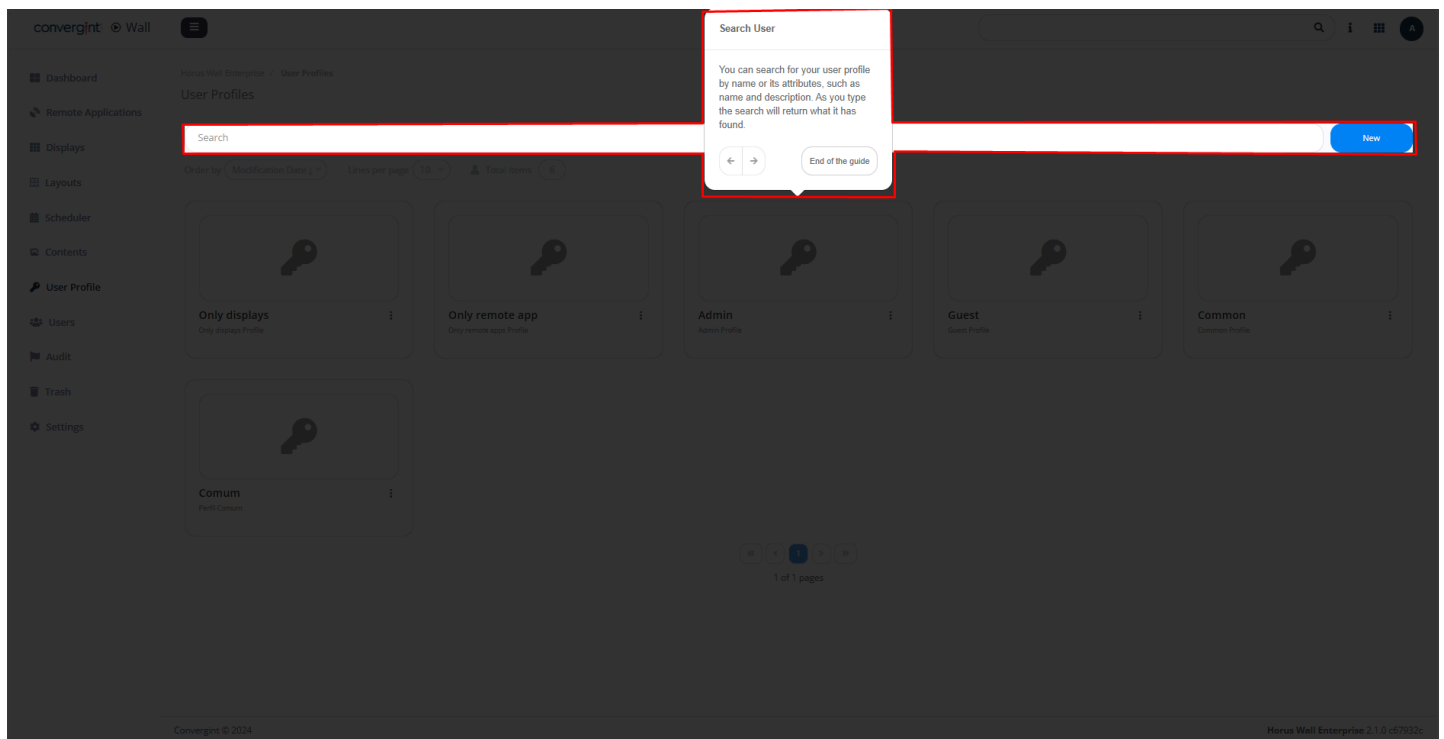 convergint Wall
Search User
A
Dashboard
Horus Wall Enterprise / User Profiles
You can search for your user profile
by name or its attributes, such as
name and description. As you type
the search will return what it has
found.
User Profiles
Remote Applications
Search
New
Displays
End of the guide
Order by Modification Date ↓
Lines per page 10
Total items 6
Layouts
Scheduler
Contents
User Profile
Users
Audit
Trash
Settings
Only displays
Only displays Profile
Only remote app
Only remote apps Profile
Admin
Admin Profile
Guest
Guest Profile
Common
Common Profile
Comum
Perfil Comum
« < 1 > »
1 of 1 pages
Convergint © 2024
Horus Wall Enterprise 2.1.0 c67932c